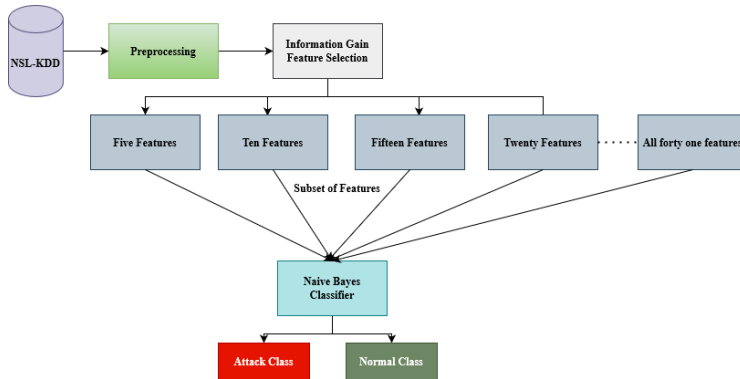 NSL-KDD
Preprocessing
Information Gain
Feature Selection
Five Features
Ten Features
Fifteen Features
Twenty Features
All forty one features
Subset of Features
Naive Bayes
Classifier
Attack Class
Normal Class